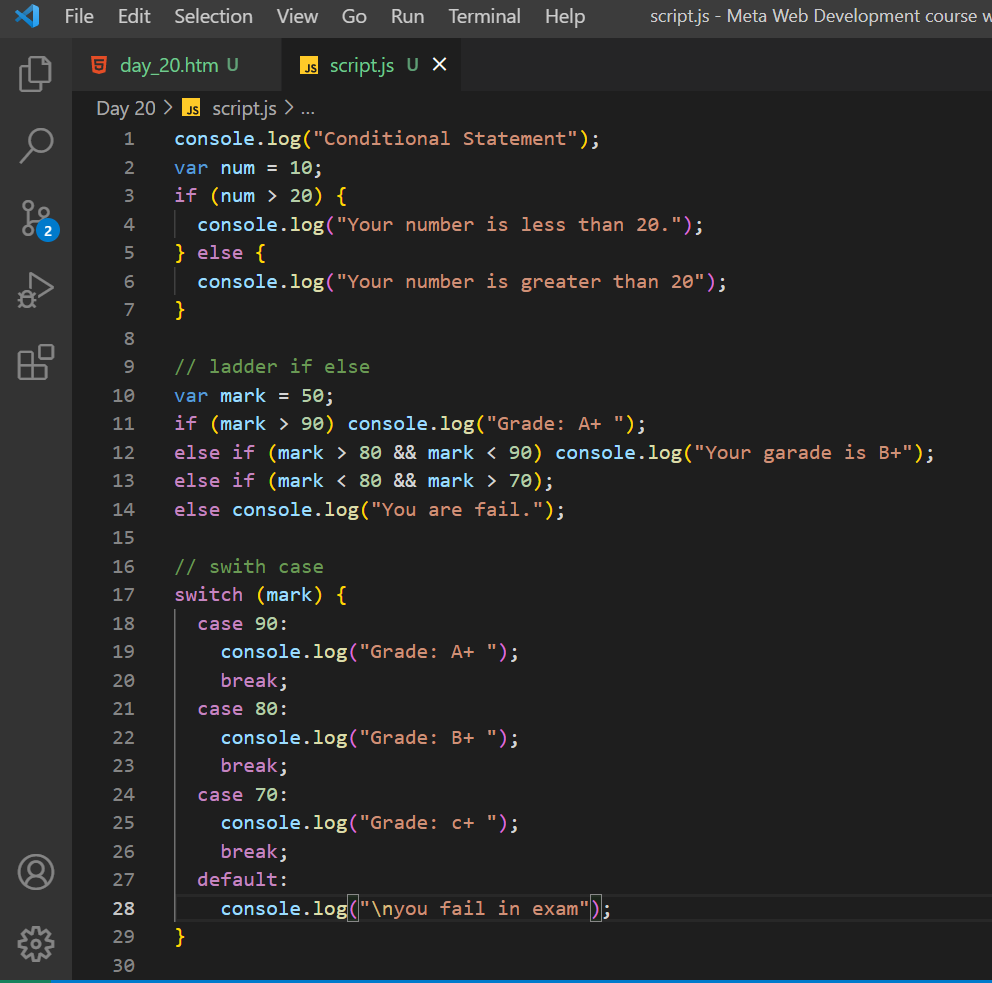 File Edit Selection View Go Run Terminal Help script.js - Meta Web Development course w
day_20.htm U JS script.js U
Day 20 > JS script.js > ...
1 console.log("Conditional Statement");
2 var num = 10;
3 if (num > 20) {
4 console.log("Your number is less than 20.");
5 } else {
6 console.log("Your number is greater than 20");
7 }
8
9 // ladder if else
10 var mark = 50;
11 if (mark > 90) console.log("Grade: A+ ");
12 else if (mark > 80 && mark < 90) console.log("Your garade is B+");
13 else if (mark < 80 && mark > 70);
14 else console.log("You are fail.");
15
16 // swith case
17 switch (mark) {
18 case 90:
19 console.log("Grade: A+ ");
20 break;
21 case 80:
22 console.log("Grade: B+ ");
23 break;
24 case 70:
25 console.log("Grade: c+ ");
26 break;
27 default:
28 console.log("\nyou fail in exam");
29 }
30
2